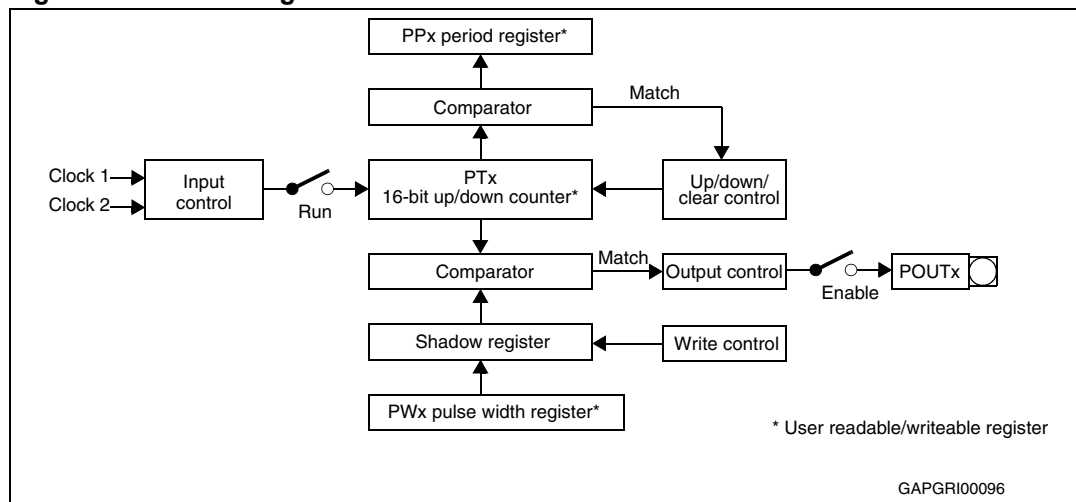 PPx period register*
Comparator
Match
Clock 1
Clock 2
Input
control
Run
PTx
16-bit up/down counter*
Up/down/
clear control
Comparator
Match
Output control
Enable
POUTx
Shadow register
Write control
PWx pulse width register*
* User readable/writeable register
GAPGRI00096